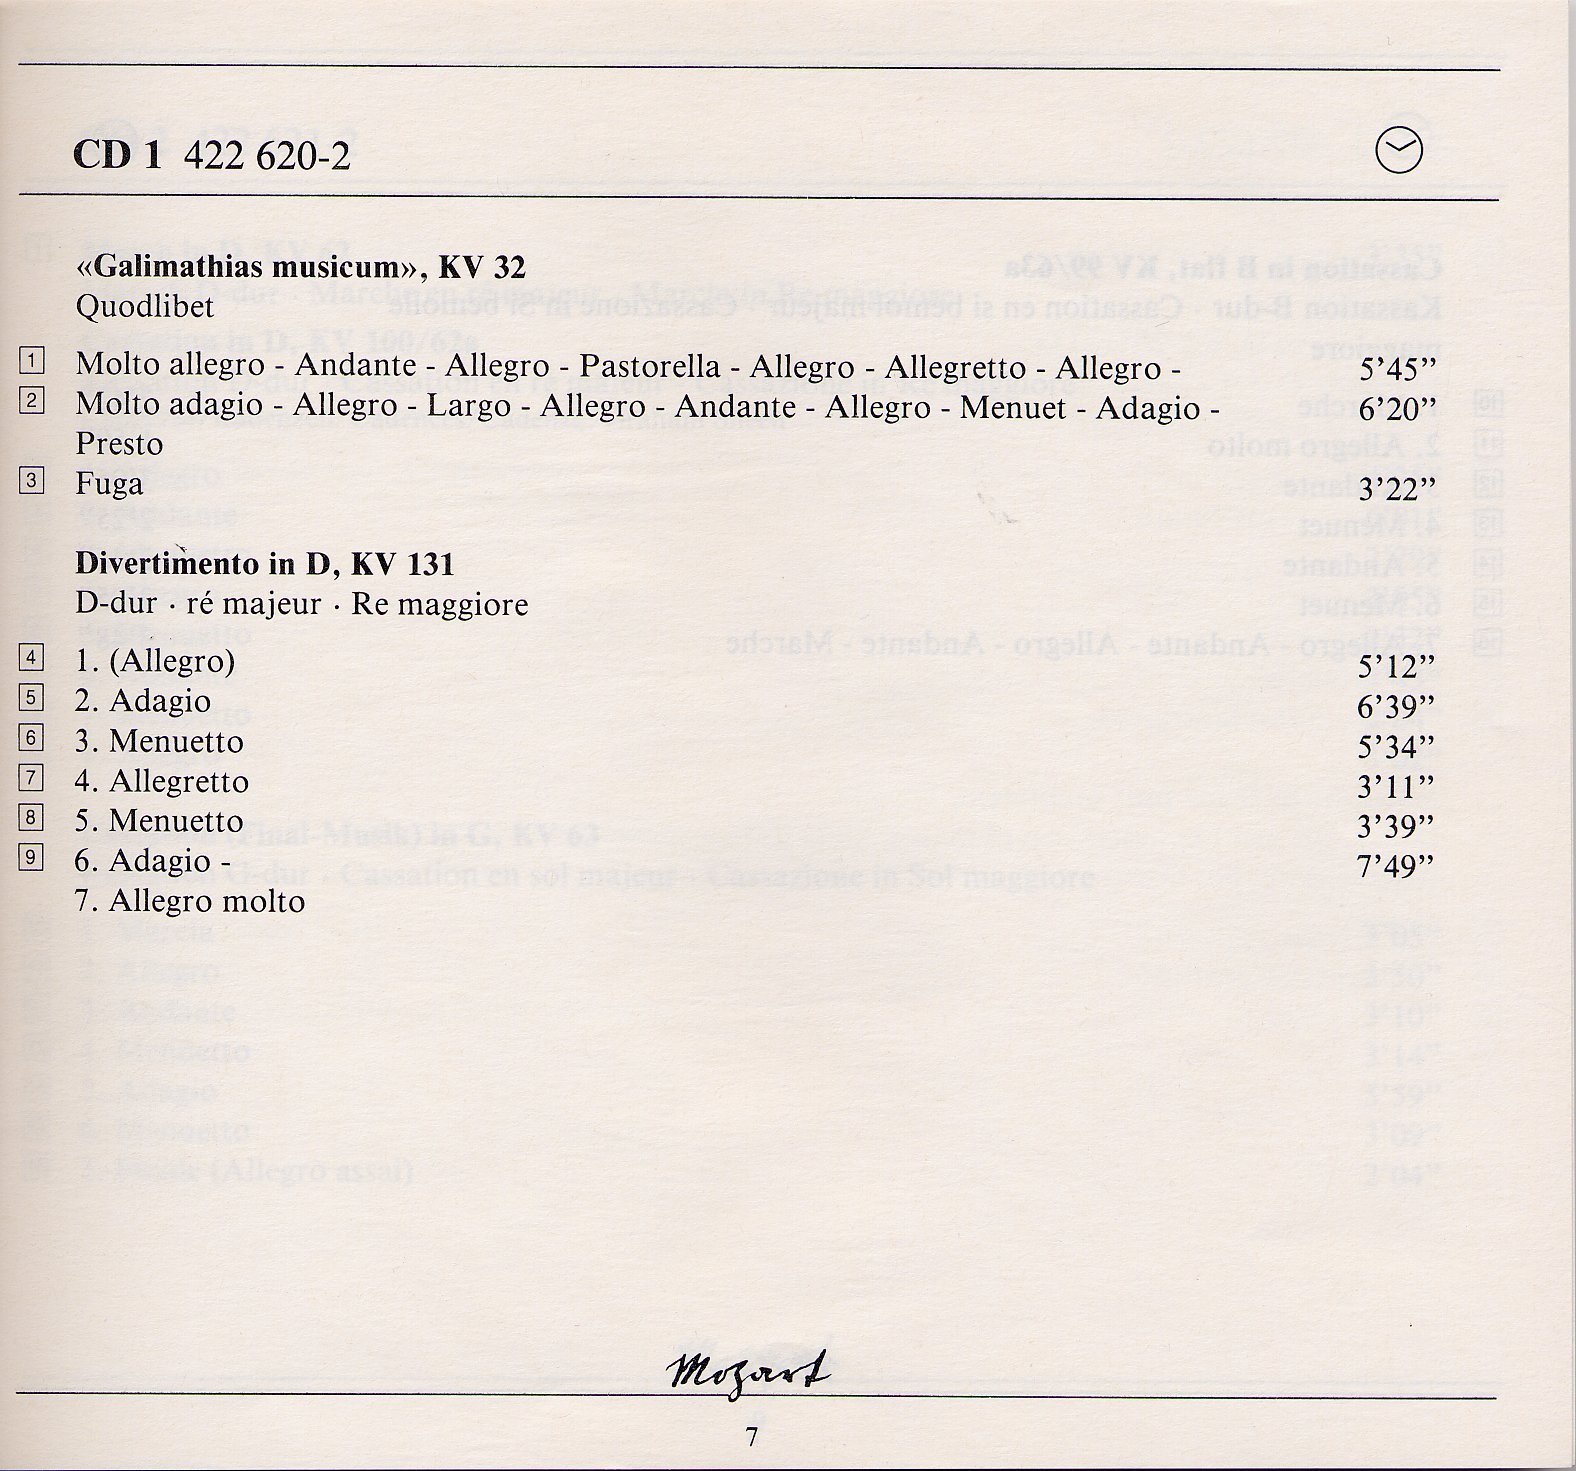 CD 1 422 620-2
«Galimathias musicum», KV 32
Quodlibet
1 Molto allegro - Andante - Allegro - Pastorella - Allegro - Allegretto - Allegro - 5’45”
2 Molto adagio - Allegro - Largo - Allegro - Andante - Allegro - Menuet - Adagio - 6’20”
Presto
3 Fuga 3’22”
Divertimento in D, KV 131
D-dur · ré majeur · Re maggiore
4 1. (Allegro) 5’12”
5 2. Adagio 6’39”
6 3. Menuetto 5’34”
7 4. Allegretto 3’11”
8 5. Menuetto 3’39”
9 6. Adagio - 7’49”
7. Allegro molto
Mozart
7